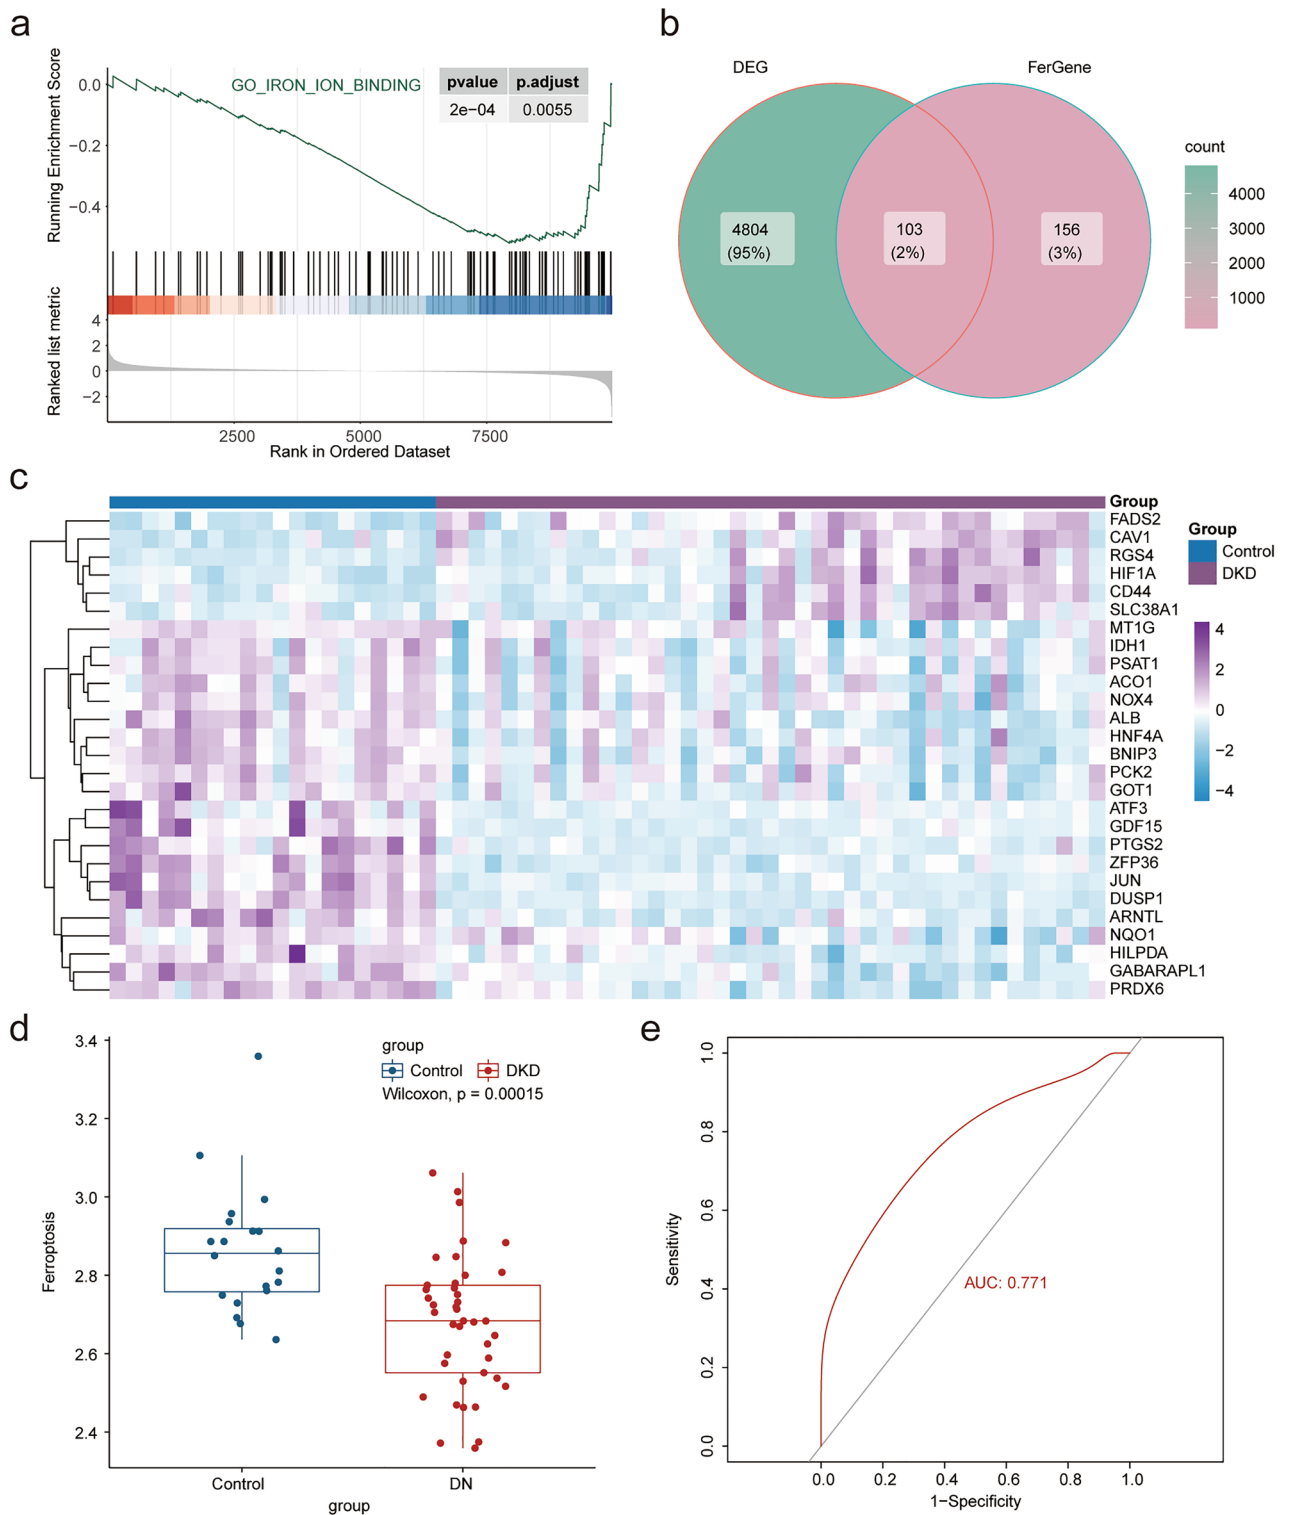 a
Running Enrichment Score
0.0
−0.2
−0.4
GO_IRON_ION_BINDING
pvalue p.adjust
2e−04 0.0055
Ranked list metric
4
2
0
−2
2500 5000 7500
Rank in Ordered Dataset
b
DEG
FerGene
4804
(95%)
103
(2%)
156
(3%)
count
4000
3000
2000
1000
c
Group
FADS2
CAV1
RGS4
HIF1A
CD44
SLC38A1
MT1G
IDH1
PSAT1
ACO1
NOX4
ALB
HNF4A
BNIP3
PCK2
GOT1
ATF3
GDF15
PTGS2
ZFP36
JUN
DUSP1
ARNTL
NQO1
HILPDA
GABARAPL1
PRDX6
Group
Control
DKD
4
2
0
−2
−4
d
Ferroptosis
3.4
3.2
3.0
2.8
2.6
2.4
group
Control DKD
Wilcoxon, p = 0.00015
Control DN
group
e
Sensitivity
1.0
0.8
0.6
0.4
0.2
0.0
AUC: 0.771
0.0 0.2 0.4 0.6 0.8 1.0
1−Specificity